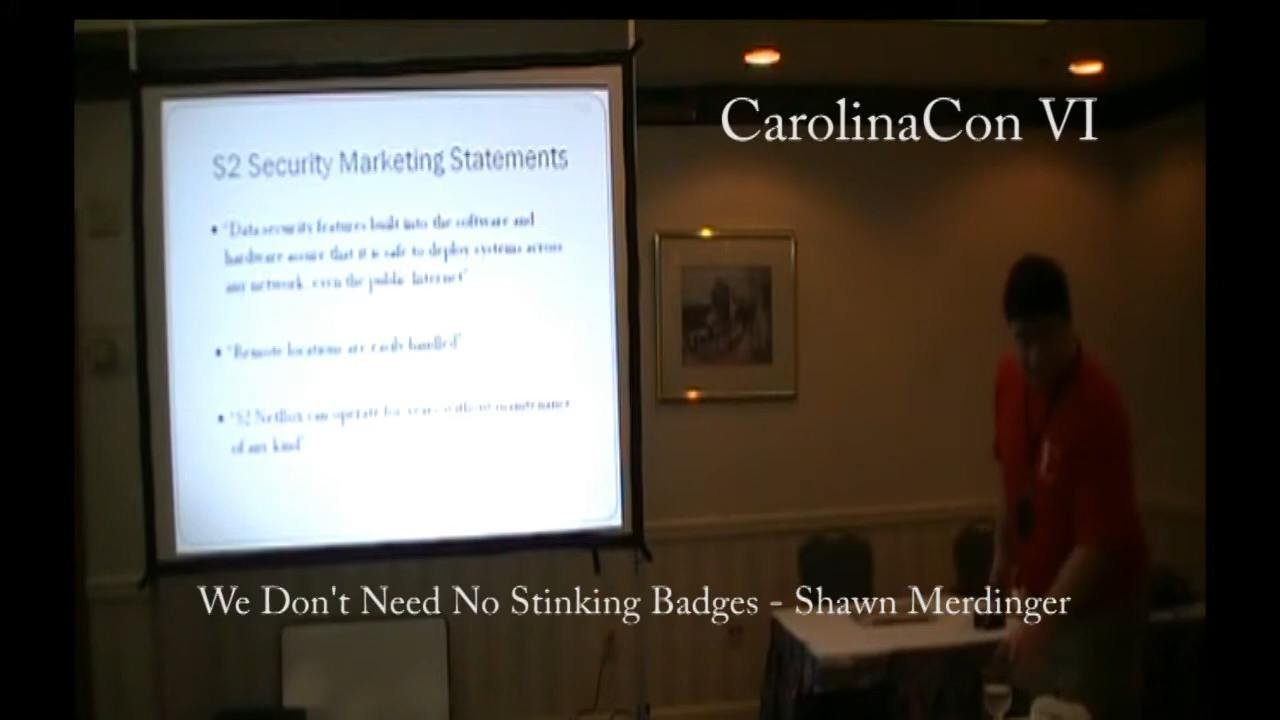 CarolinaCon VI
S2 Security Marketing Statements
• "Data security features built into the software and
hardware assure that it is safe to deploy systems across
any network, even the public Internet"
• "Remote locations are easily handled"
• "S2 NetBox can operate for years without maintenance
of any kind"
We Don't Need No Stinking Badges - Shawn Merdinger